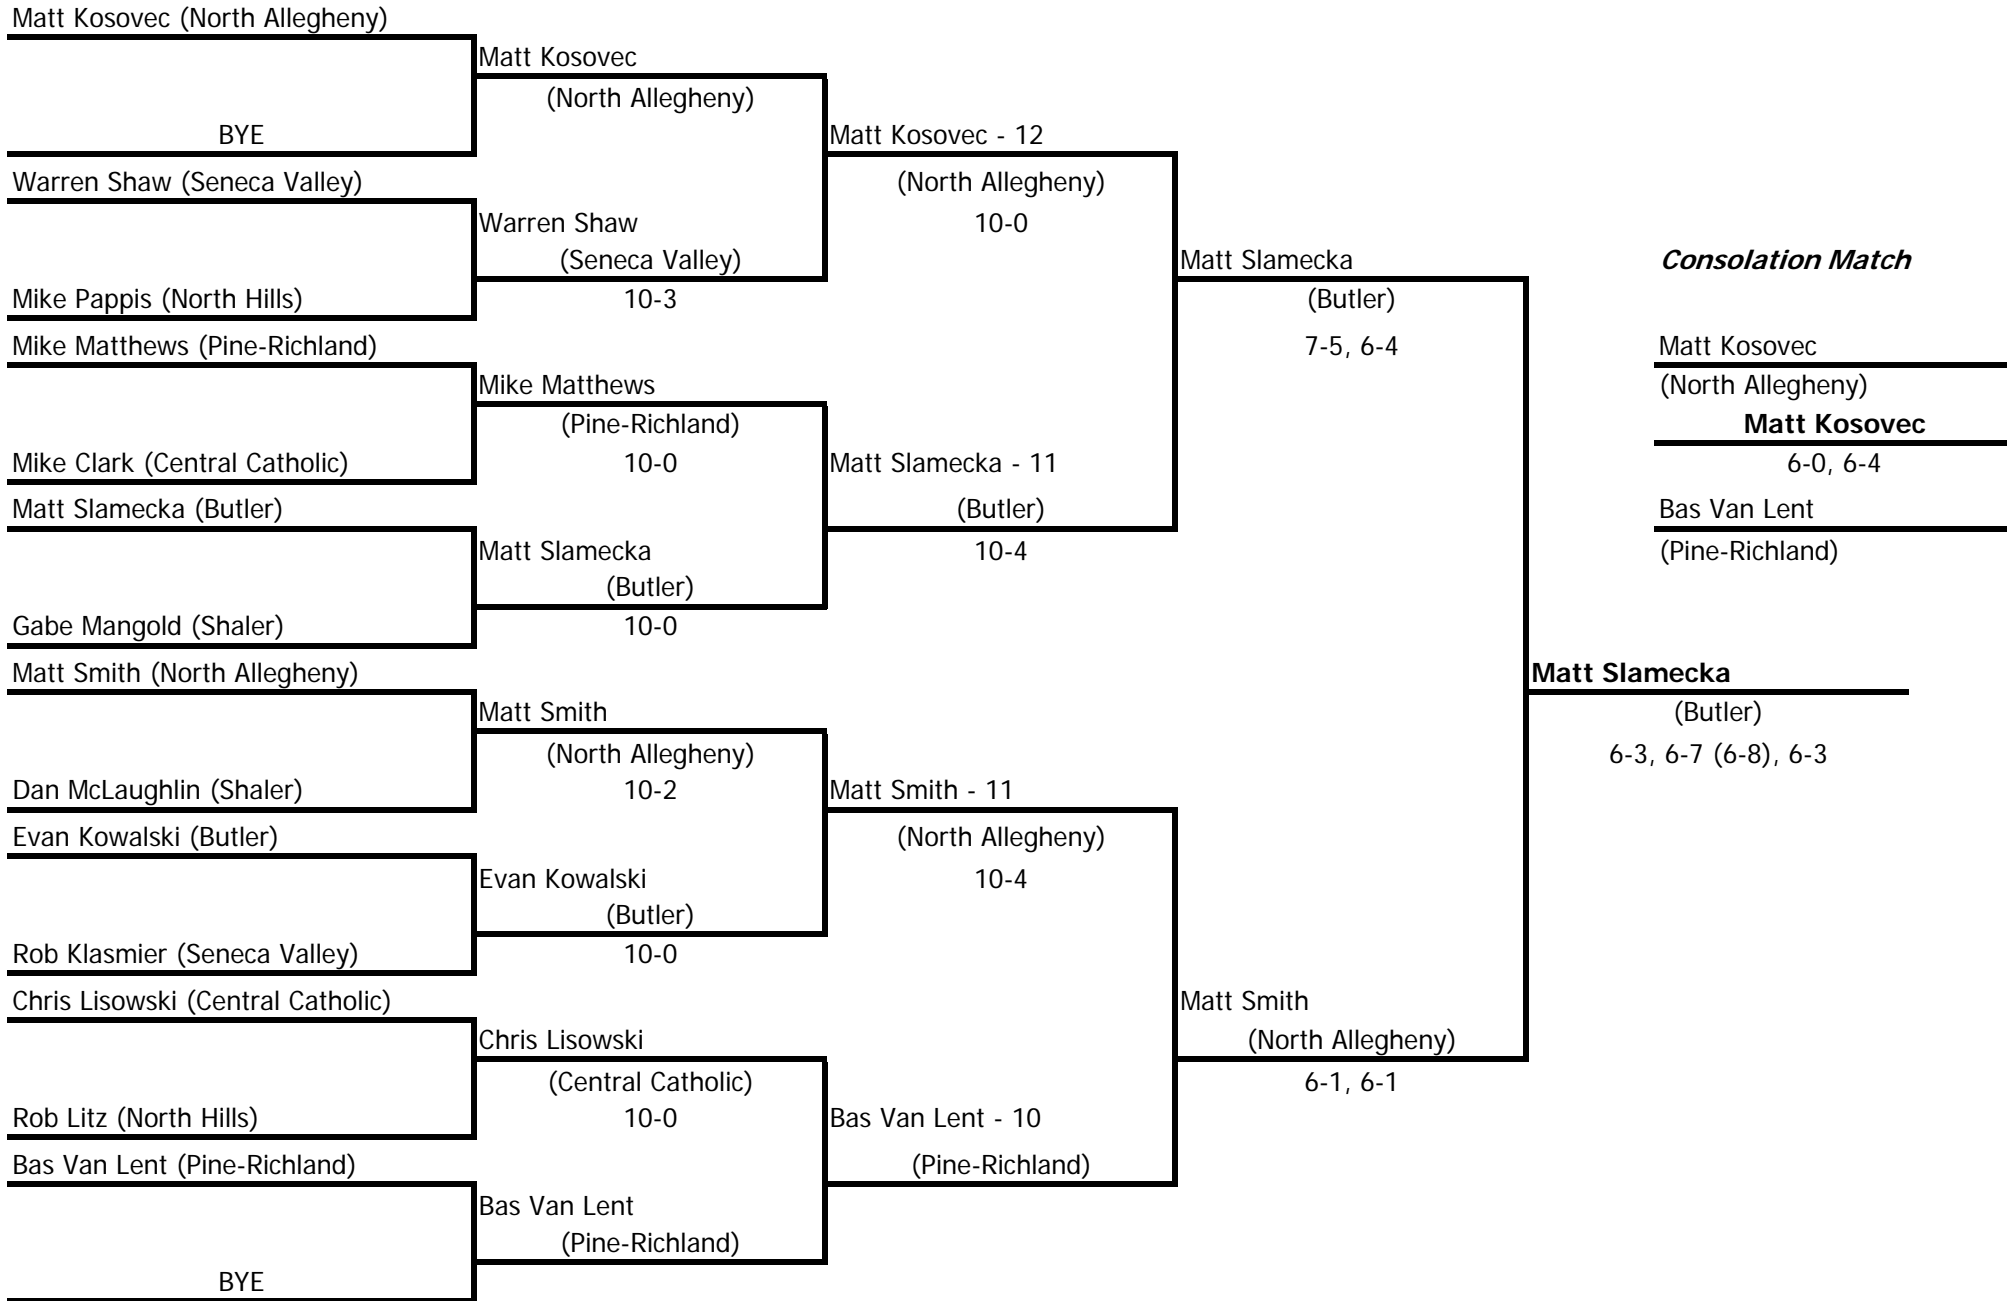 Matt Kosovec (North Allegheny)
BYE
Warren Shaw (Seneca Valley)
Mike Pappis (North Hills)
Mike Matthews (Pine-Richland)
Mike Clark (Central Catholic)
Matt Slamecka (Butler)
Gabe Mangold (Shaler)
Matt Smith (North Allegheny)
Dan McLaughlin (Shaler)
Evan Kowalski (Butler)
Rob Klasmier (Seneca Valley)
Chris Lisowski (Central Catholic)
Rob Litz (North Hills)
Bas Van Lent (Pine-Richland)
BYE
Matt Kosovec
(North Allegheny)
Warren Shaw
(Seneca Valley)
10-3
Mike Matthews
(Pine-Richland)
10-0
Matt Slamecka
(Butler)
10-0
Matt Smith
(North Allegheny)
10-2
Evan Kowalski
(Butler)
10-0
Chris Lisowski
(Central Catholic)
10-0
Bas Van Lent
(Pine-Richland)
Matt Kosovec - 12
(North Allegheny)
10-0
Matt Slamecka - 11
(Butler)
10-4
Matt Smith - 11
(North Allegheny)
10-4
Bas Van Lent - 10
(Pine-Richland)
Matt Slamecka
(Butler)
7-5, 6-4
Matt Smith
(North Allegheny)
6-1, 6-1
Matt Slamecka
(Butler)
6-3, 6-7 (6-8), 6-3
Consolation Match
Matt Kosovec
(North Allegheny)
Matt Kosovec
6-0, 6-4
Bas Van Lent
(Pine-Richland)